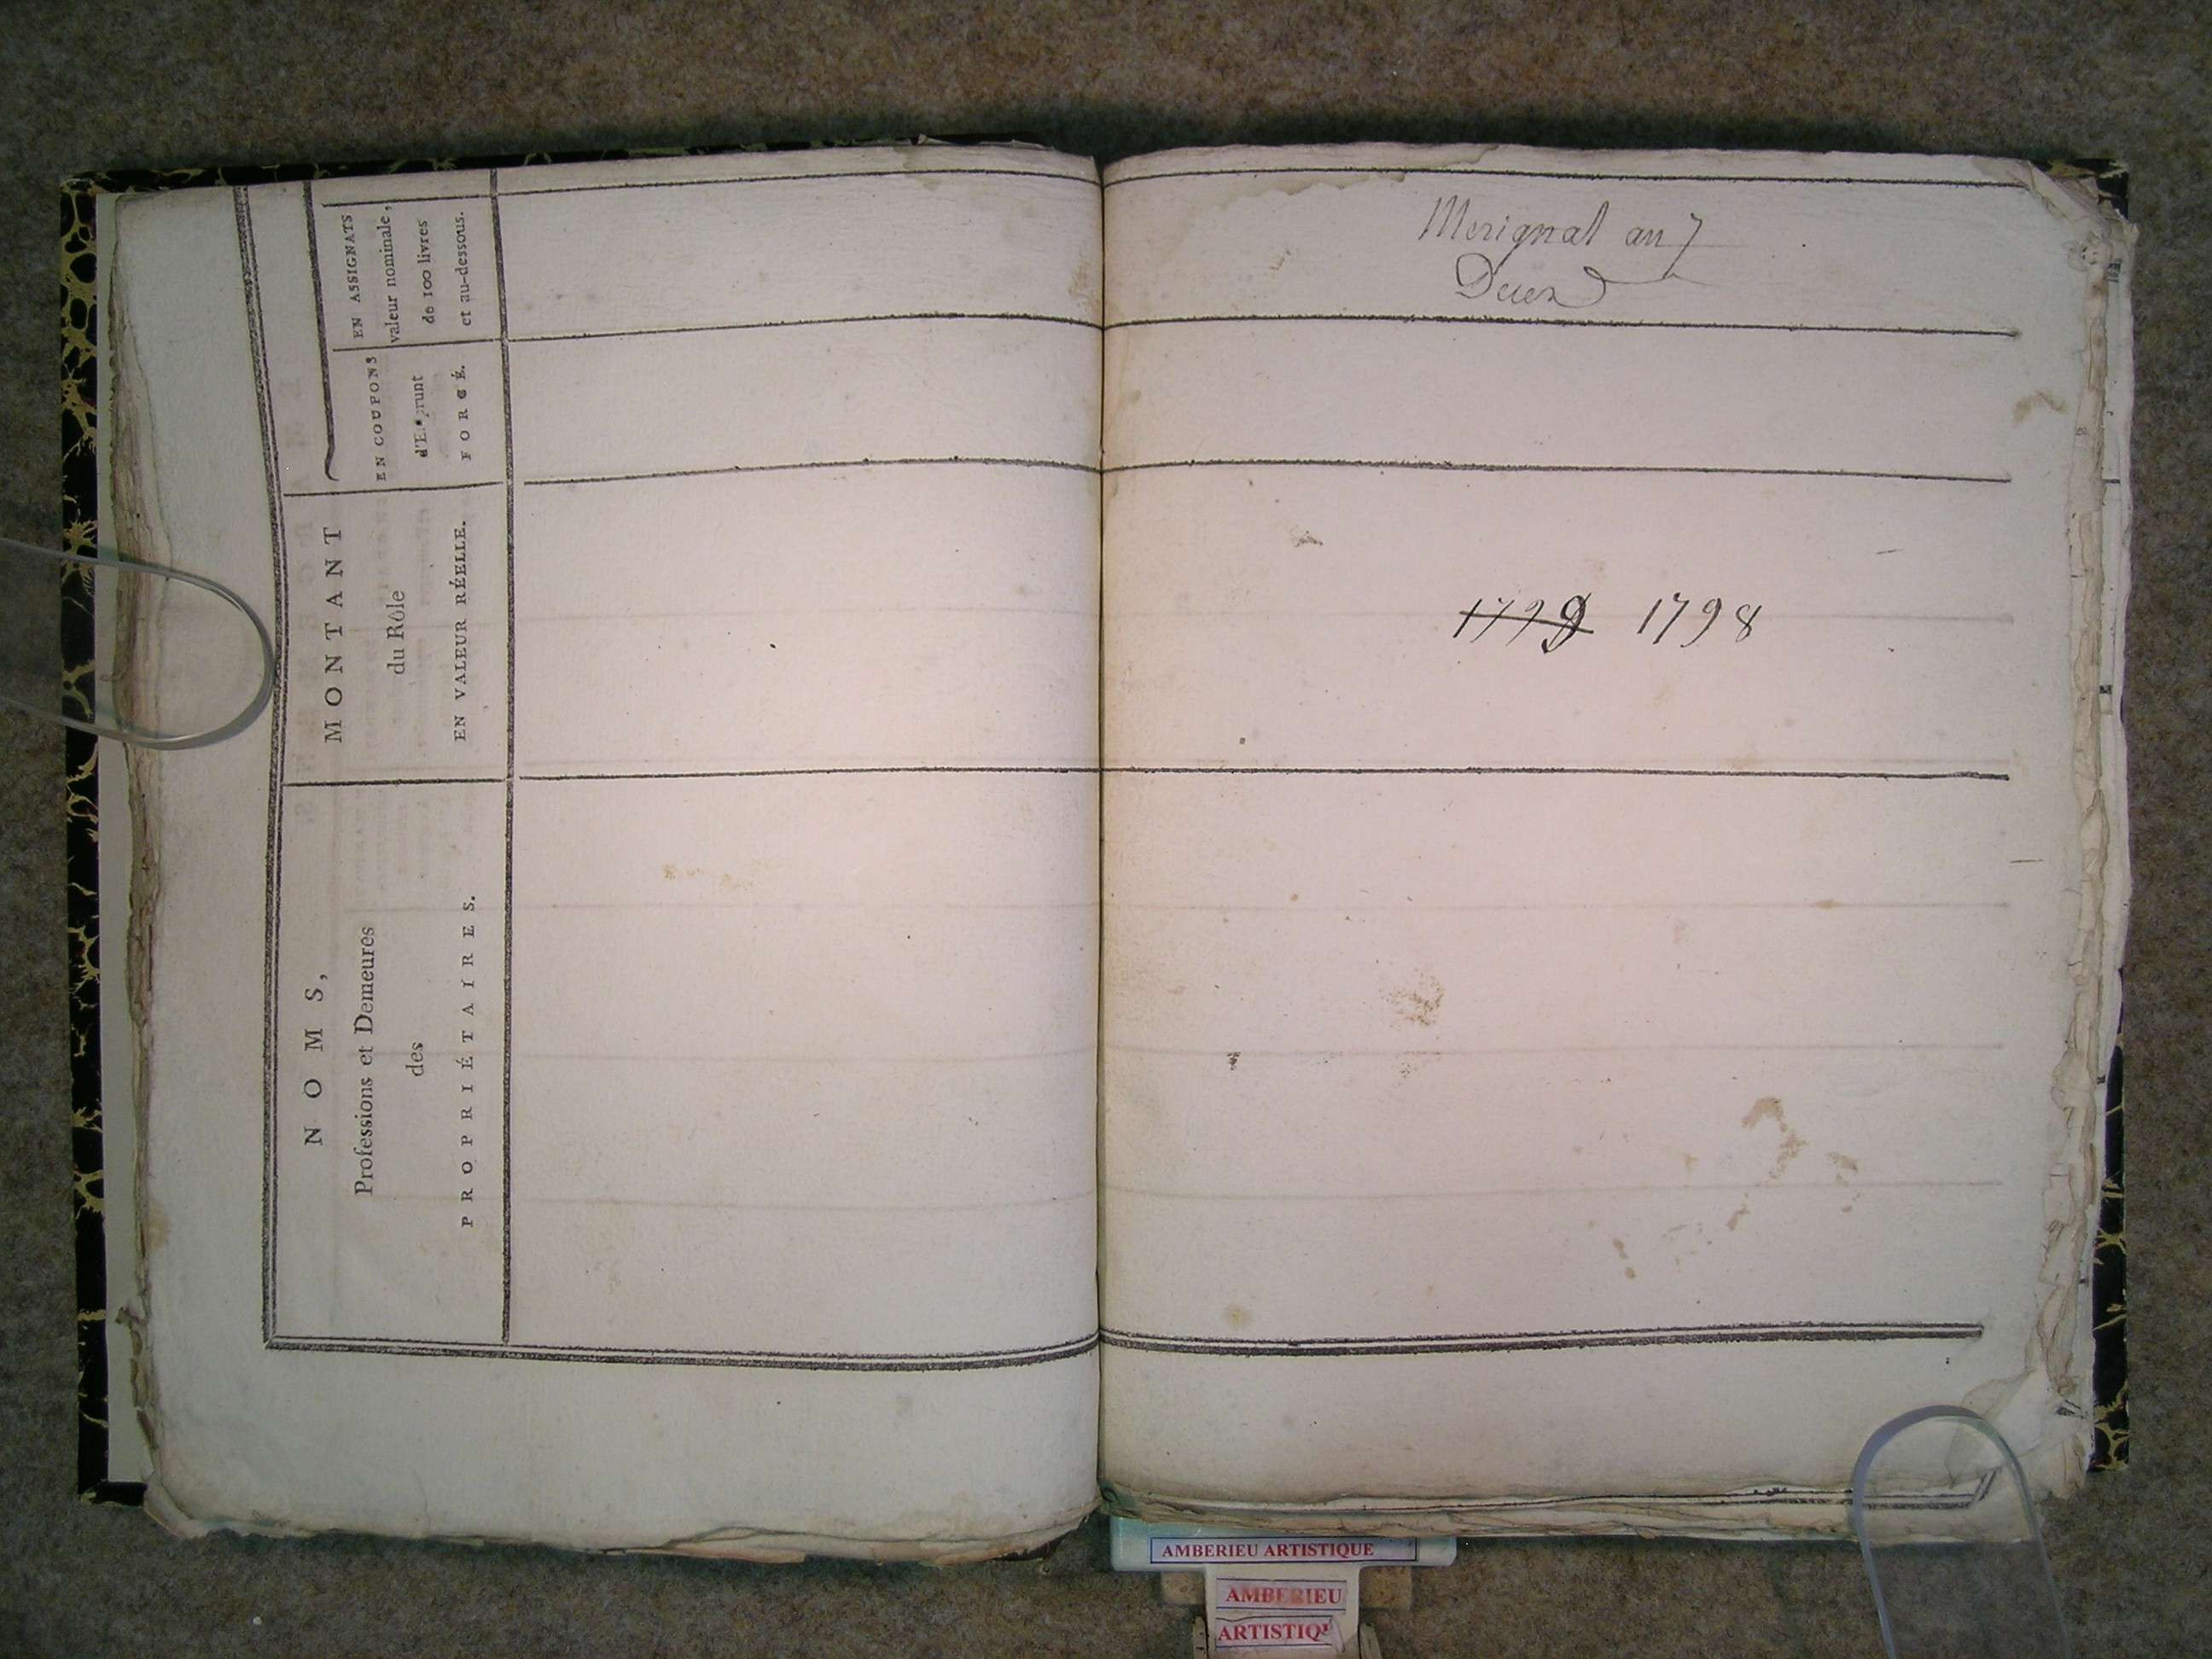 NOMS,
Professions et Demeures
des
PROPRIÉTAIRES.
MONTANT
du Rôle
EN VALEUR RÉELLE.
EN COUPONS
d'Emprunt
FORCÉ.
EN ASSIGNATS
valeur nominale,
de 100 livres
et au-dessous.
Merignat an 7
1799 1798
AMBERIEU ARTISTIQUE
AMBERIEU
ARTISTIQU